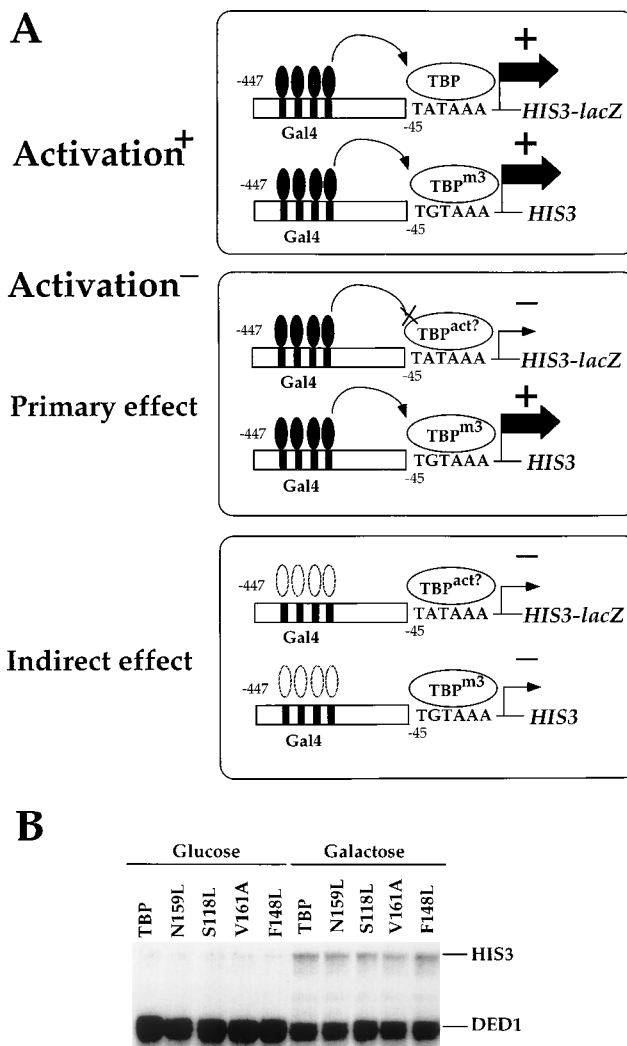 A
+
-447
TBP
TATAAA
HIS3-lacZ
Gal4
-45
Activation+
+
-447
TBPm3
TGTAAA
HIS3
Gal4
-45
Activation−
−
-447
TBPact?
TATAAA
HIS3-lacZ
Gal4
-45
Primary effect
+
-447
TBPm3
TGTAAA
HIS3
Gal4
-45
−
-447
TBPact?
TATAAA
HIS3-lacZ
Gal4
-45
Indirect effect
−
-447
TBPm3
TGTAAA
HIS3
Gal4
-45
B
Glucose Galactose
TBP N159L S118L V161A F148L TBP N159L S118L V161A F148L
HIS3
DED1